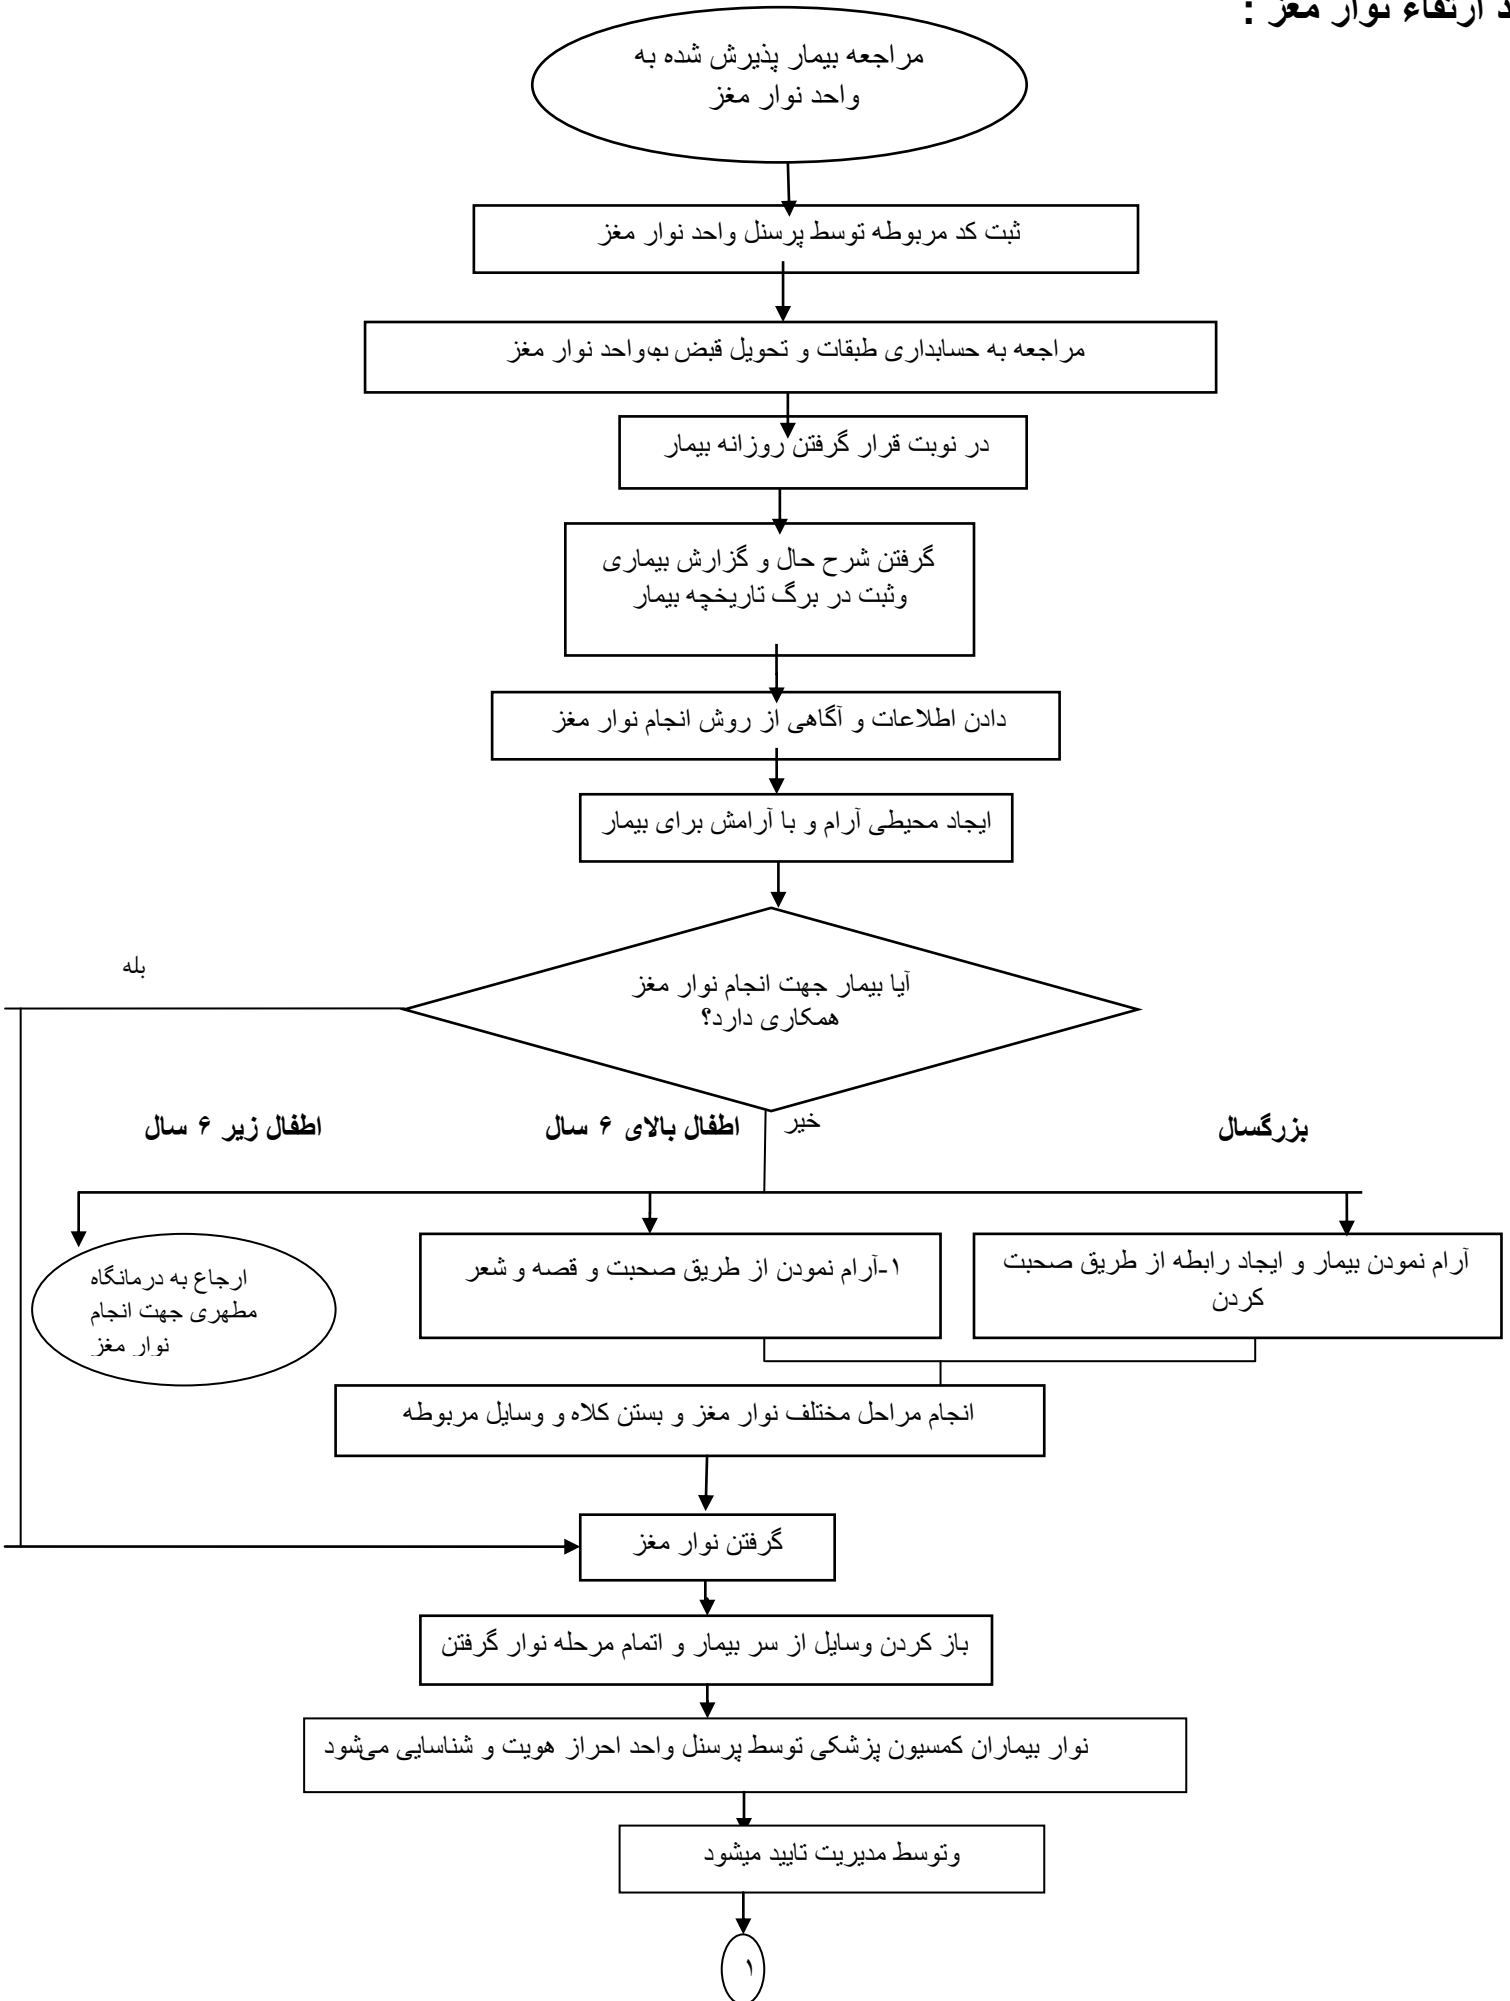 ارتقاء نوار مغز :
مراجعه بیمار پذیرش شده به
واحد نوار مغز
ثبت کد مربوطه توسط پرسنل واحد نوار مغز
مراجعه به حسابداری طبقات و تحویل قبض به واحد نوار مغز
در نوبت قرار گرفتن روزانه بیمار
گرفتن شرح حال و گزارش بیماری
وثبت در برگ تاریخچه بیمار
دادن اطلاعات و آگاهی از روش انجام نوار مغز
ایجاد محیطی آرام و با آرامش برای بیمار
آیا بیمار جهت انجام نوار مغز
همکاری دارد؟
بله
خیر
بزرگسال
اطفال بالای ۶ سال
اطفال زیر ۶ سال
آرام نمودن بیمار و ایجاد رابطه از طریق صحبت
کردن
۱-آرام نمودن از طریق صحبت و قصه و شعر
ارجاع به درمانگاه
مطهری جهت انجام
نوار مغز
انجام مراحل مختلف نوار مغز و بستن کلاه و وسایل مربوطه
گرفتن نوار مغز
باز کردن وسایل از سر بیمار و اتمام مرحله نوار گرفتن
نوار بیماران کمسیون پزشکی توسط پرسنل واحد احراز هویت و شناسایی می‌شود
وتوسط مدیریت تایید میشود
۱